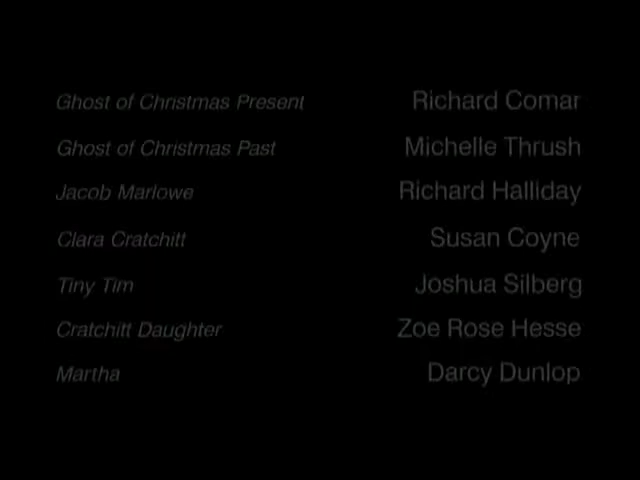 Ghost of Christmas Present Richard Comar
Ghost of Christmas Past Michelle Thrush
Jacob Marlowe Richard Halliday
Clara Cratchitt Susan Coyne
Tiny Tim Joshua Silberg
Cratchitt Daughter Zoe Rose Hesse
Martha Darcy Dunlop